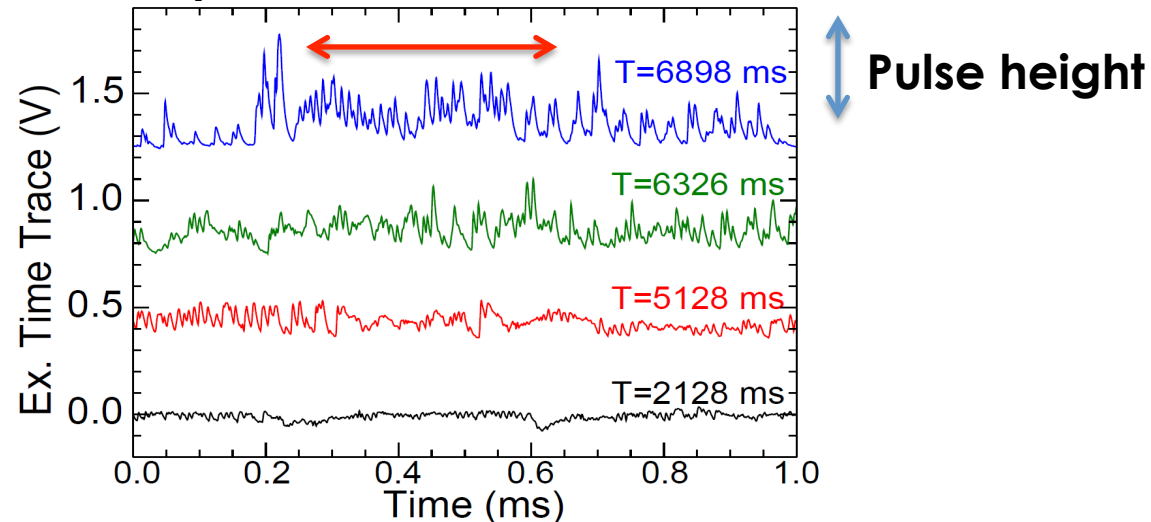 Ex. Time Trace (V)
1.5
1.0
0.5
0.0
T=6898 ms
T=6326 ms
T=5128 ms
T=2128 ms
0.0 0.2 0.4 0.6 0.8 1.0
Time (ms)
Pulse height